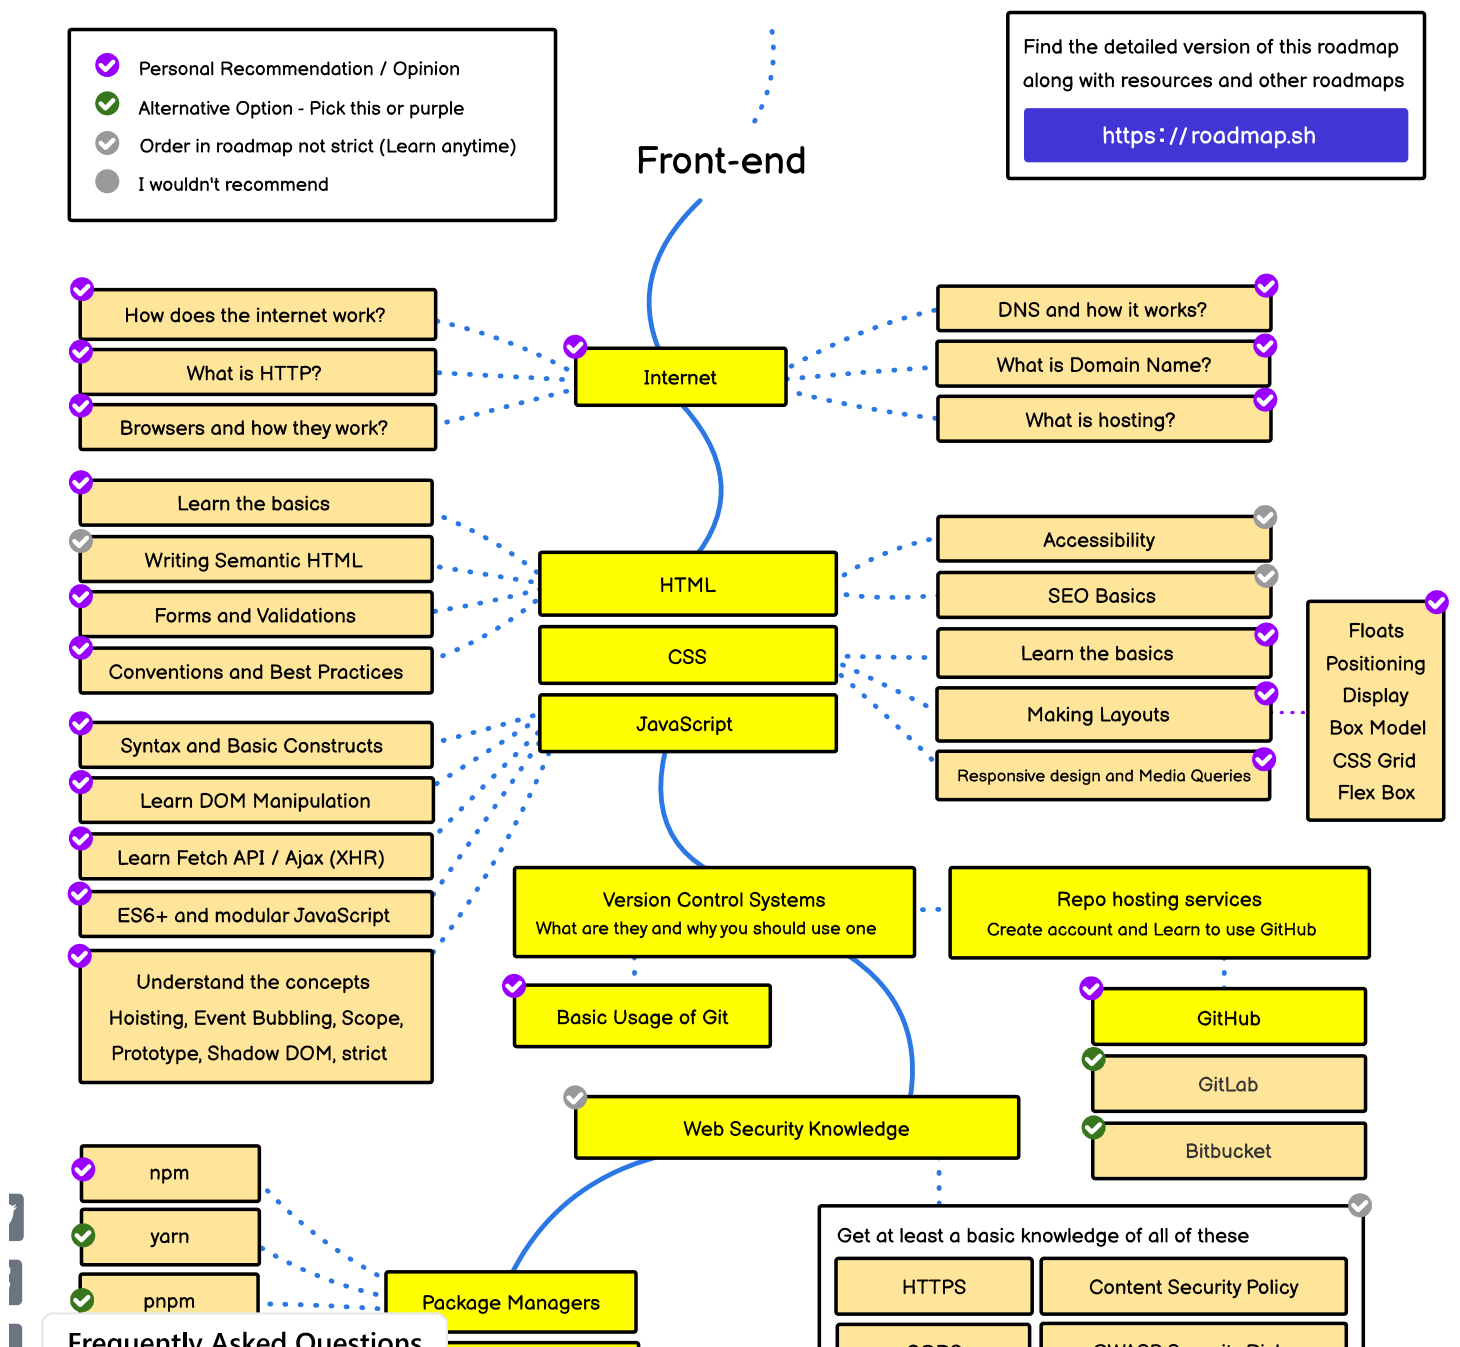 Personal Recommendation / Opinion
Alternative Option - Pick this or purple
Order in roadmap not strict (Learn anytime)
I wouldn't recommend
Find the detailed version of this roadmap
along with resources and other roadmaps
https://roadmap.sh
Front-end
How does the internet work?
What is HTTP?
Browsers and how they work?
Internet
DNS and how it works?
What is Domain Name?
What is hosting?
Learn the basics
Writing Semantic HTML
Forms and Validations
Conventions and Best Practices
HTML
CSS
JavaScript
Accessibility
SEO Basics
Learn the basics
Making Layouts
Responsive design and Media Queries
Floats
Positioning
Display
Box Model
CSS Grid
Flex Box
Syntax and Basic Constructs
Learn DOM Manipulation
Learn Fetch API / Ajax (XHR)
ES6+ and modular JavaScript
Understand the concepts
Hoisting, Event Bubbling, Scope,
Prototype, Shadow DOM, strict
Version Control Systems
What are they and why you should use one
Repo hosting services
Create account and Learn to use GitHub
Basic Usage of Git
GitHub
GitLab
Bitbucket
Web Security Knowledge
npm
yarn
pnpm
Package Managers
Get at least a basic knowledge of all of these
HTTPS
Content Security Policy
Frequently Asked Questions